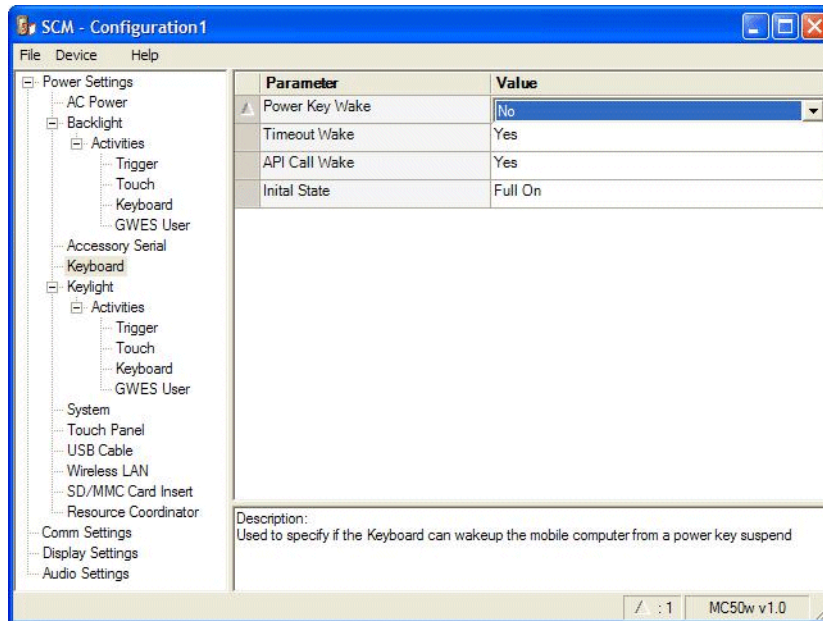 SCM - Configuration1
File Device Help
Power Settings
AC Power
Backlight
Activities
Trigger
Touch
Keyboard
GWES User
Accessory Serial
Keyboard
Keylight
Activities
Trigger
Touch
Keyboard
GWES User
System
Touch Panel
USB Cable
Wireless LAN
SD/MMC Card Insert
Resource Coordinator
Comm Settings
Display Settings
Audio Settings
Parameter Value
Power Key Wake No
Timeout Wake Yes
API Call Wake Yes
Inital State Full On
Description:
Used to specify if the Keyboard can wakeup the mobile computer from a power key suspend
: 1 MC50w v1.0